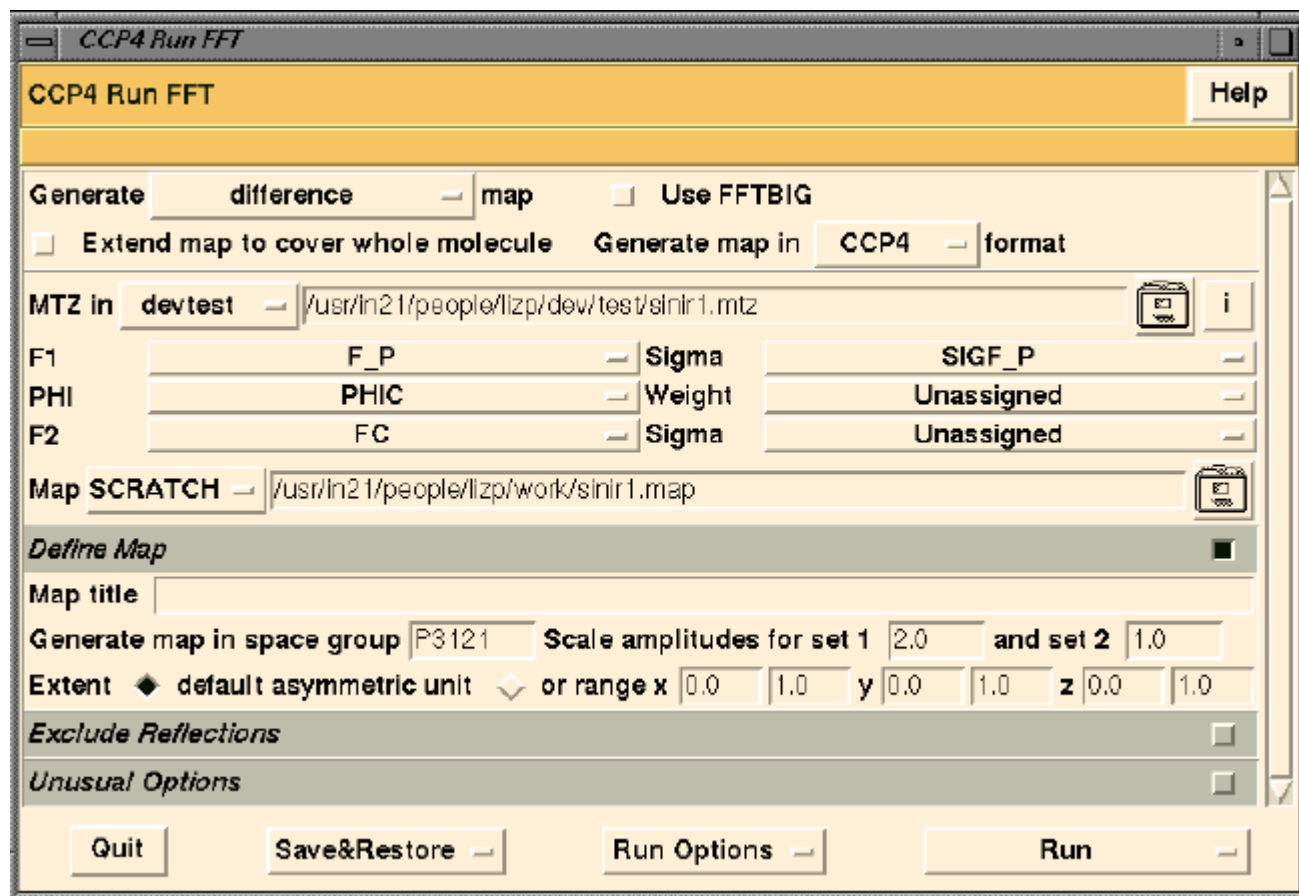 CCP4 Run FFT
CCP4 Run FFT Help
Generate difference map Use FFTBIG
Extend map to cover whole molecule Generate map in CCP4 format
MTZ in devtest /usr/in21/people/lizp/dev/test/sinir1.mtz i
F1 F_P Sigma SIGF_P
PHI PHIC Weight Unassigned
F2 FC Sigma Unassigned
Map SCRATCH /usr/in21/people/lizp/work/sinir1.map
Define Map
Map title
Generate map in space group P3121 Scale amplitudes for set 1 2.0 and set 2 1.0
Extent default asymmetric unit or range x 0.0 1.0 y 0.0 1.0 z 0.0 1.0
Exclude Reflections
Unusual Options
Quit Save&Restore Run Options Run